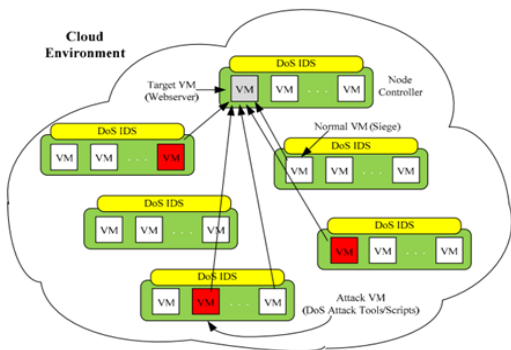 Cloud
Environment
DoS IDS
Target VM
(Webserver)
VM VM . . . VM
Node
Controller
DoS IDS
VM VM . . . VM
Normal VM (Siege)
DoS IDS
VM VM . . . VM
DoS IDS
VM VM . . . VM
DoS IDS
VM VM . . . VM
DoS IDS
VM VM . . . VM
Attack VM
(DoS Attack Tools/Scripts)